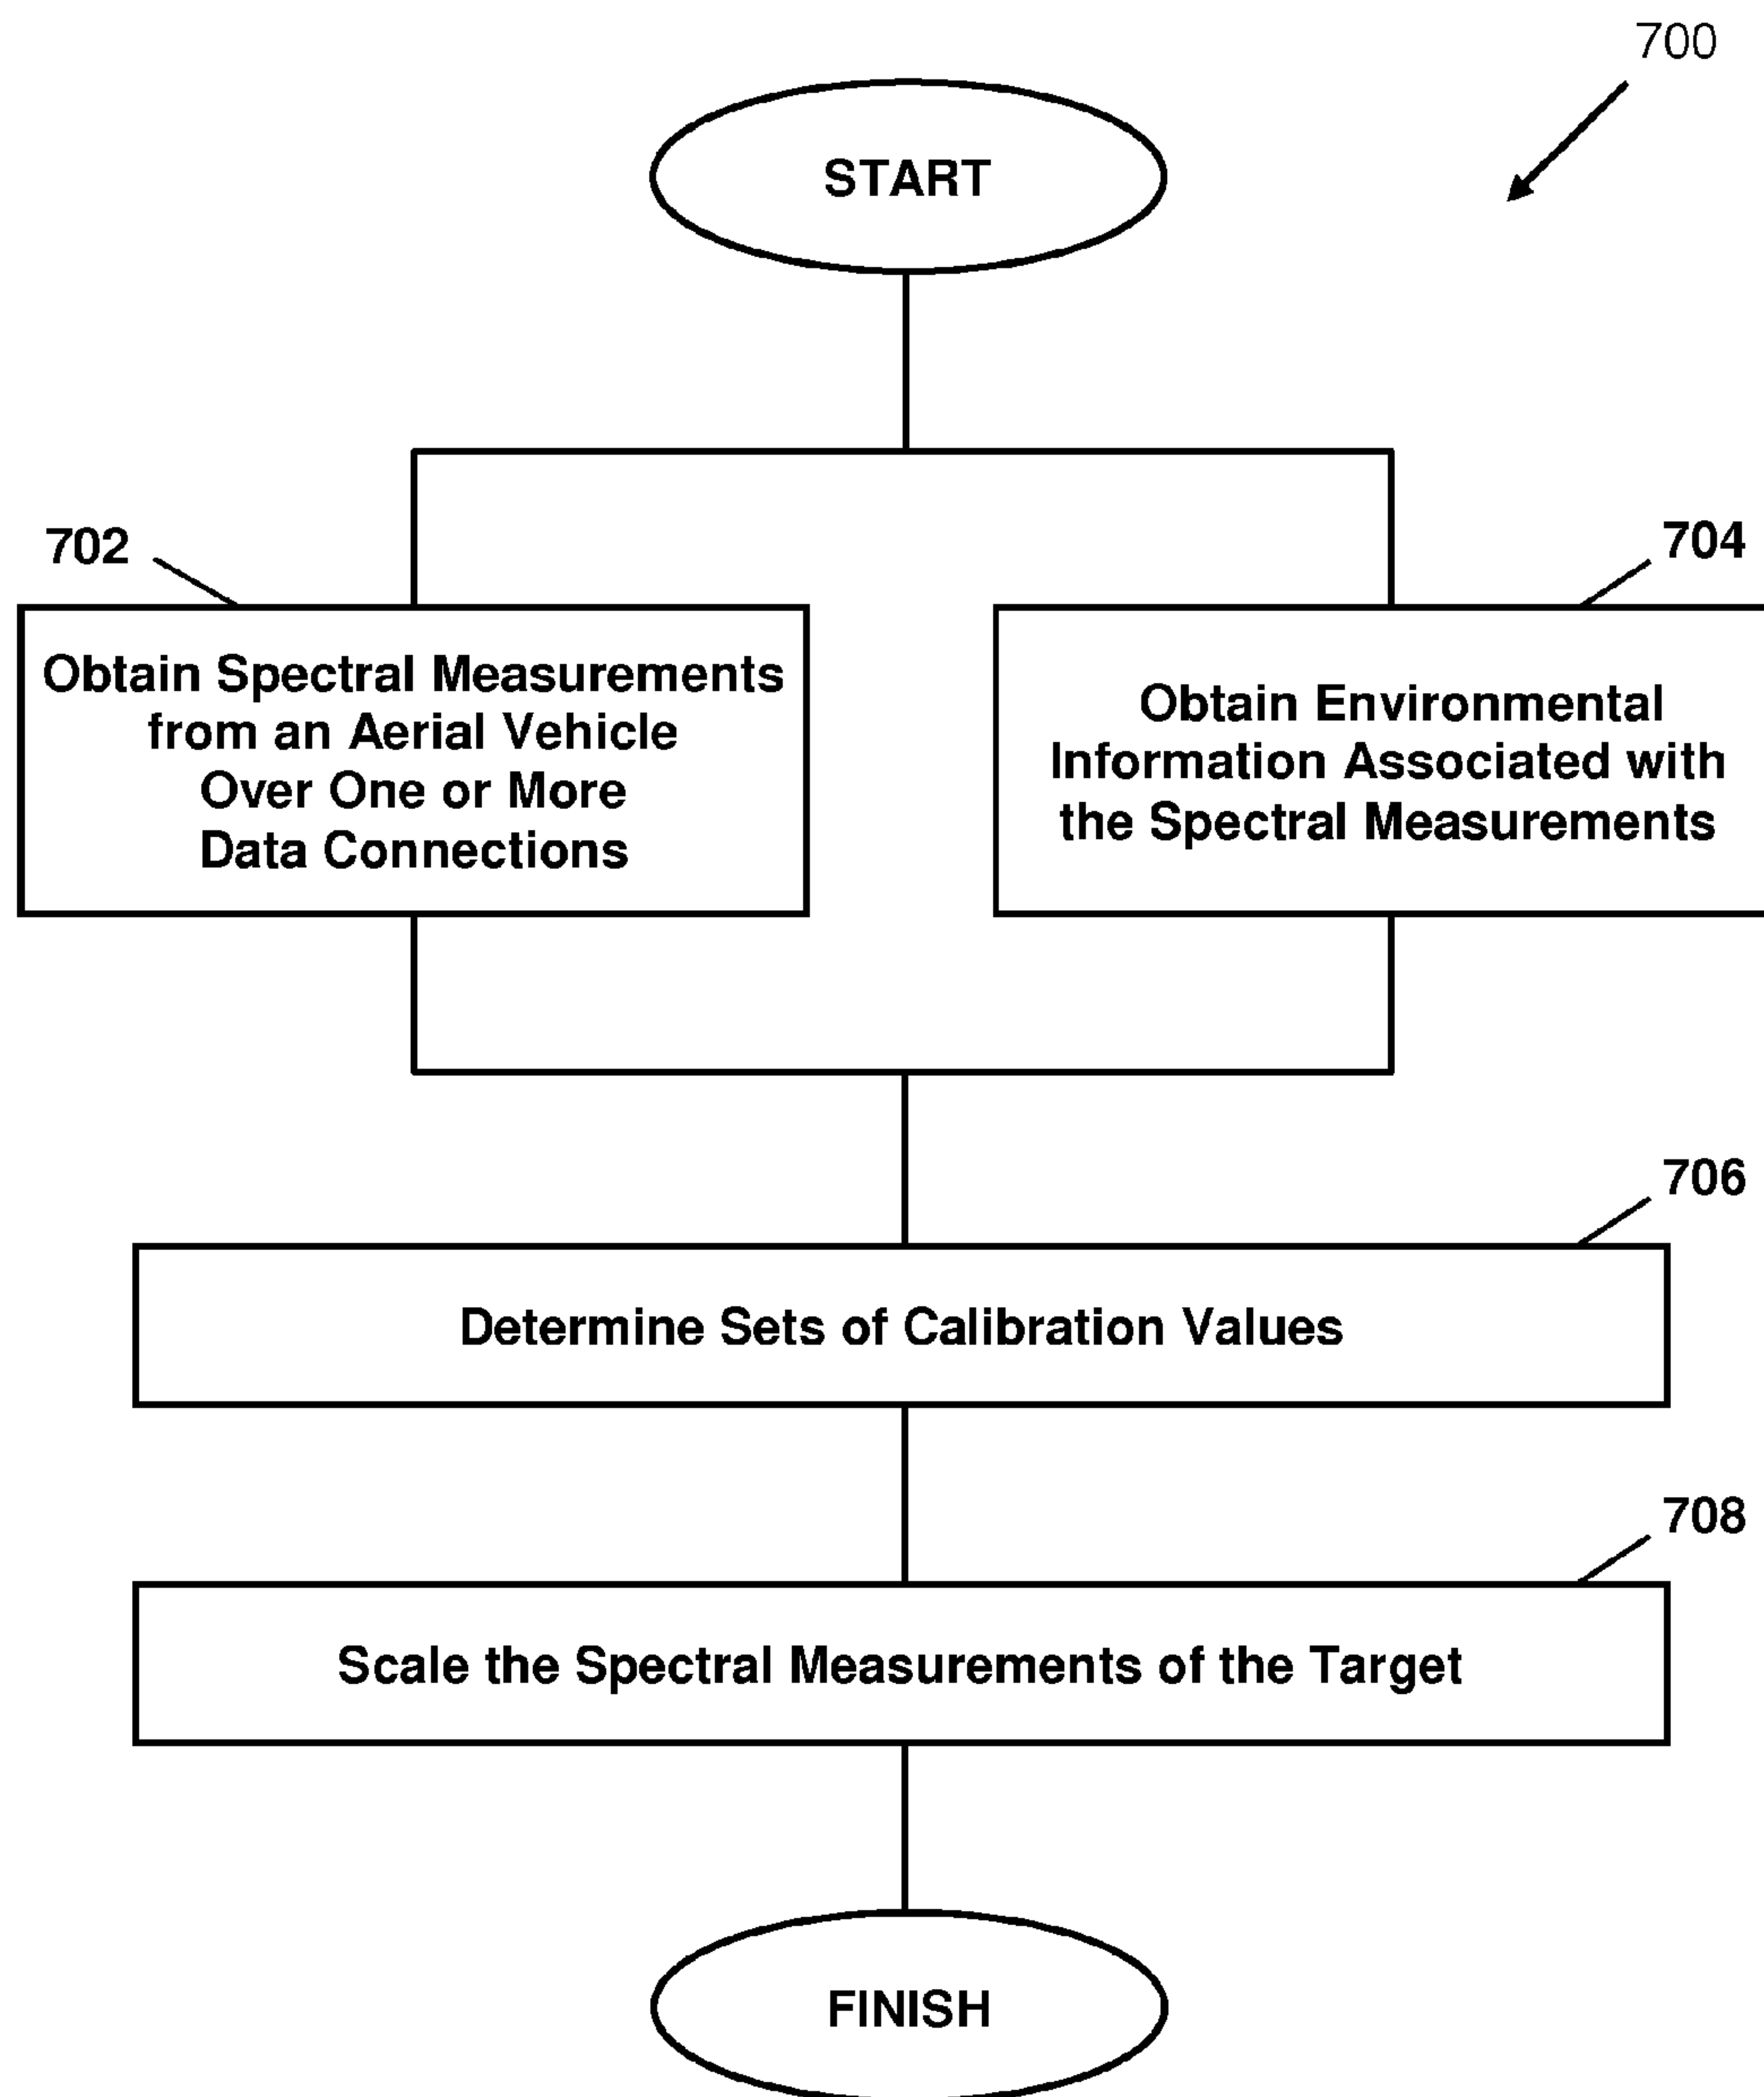 700
START
702
704
Obtain Spectral Measurements
from an Aerial Vehicle
Over One or More
Data Connections
Obtain Environmental
Information Associated with
the Spectral Measurements
706
Determine Sets of Calibration Values
708
Scale the Spectral Measurements of the Target
FINISH